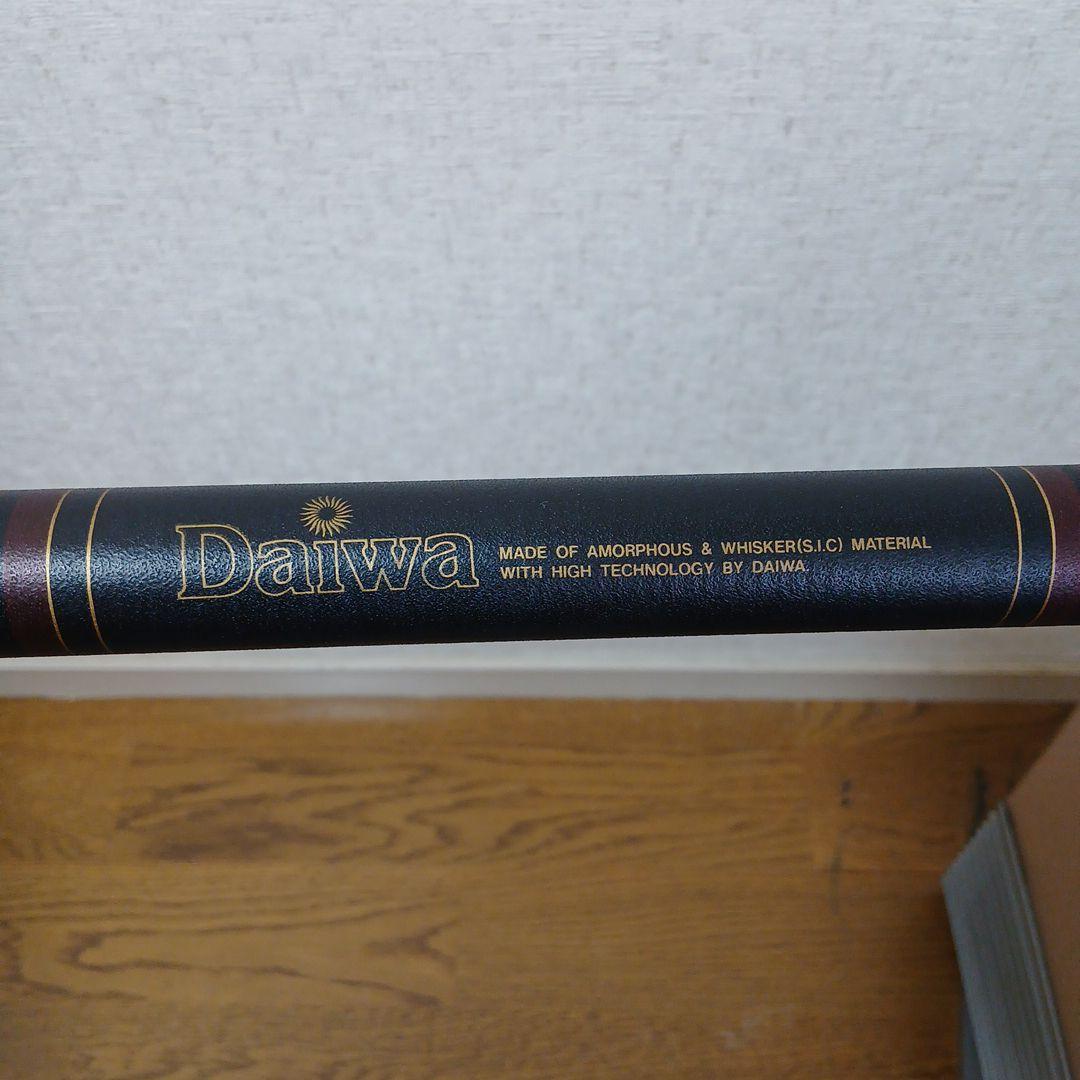 Daiwa
MADE OF AMORPHOUS & WHISKER(S.I.C) MATERIAL
WITH HIGH TECHNOLOGY BY DAIWA.